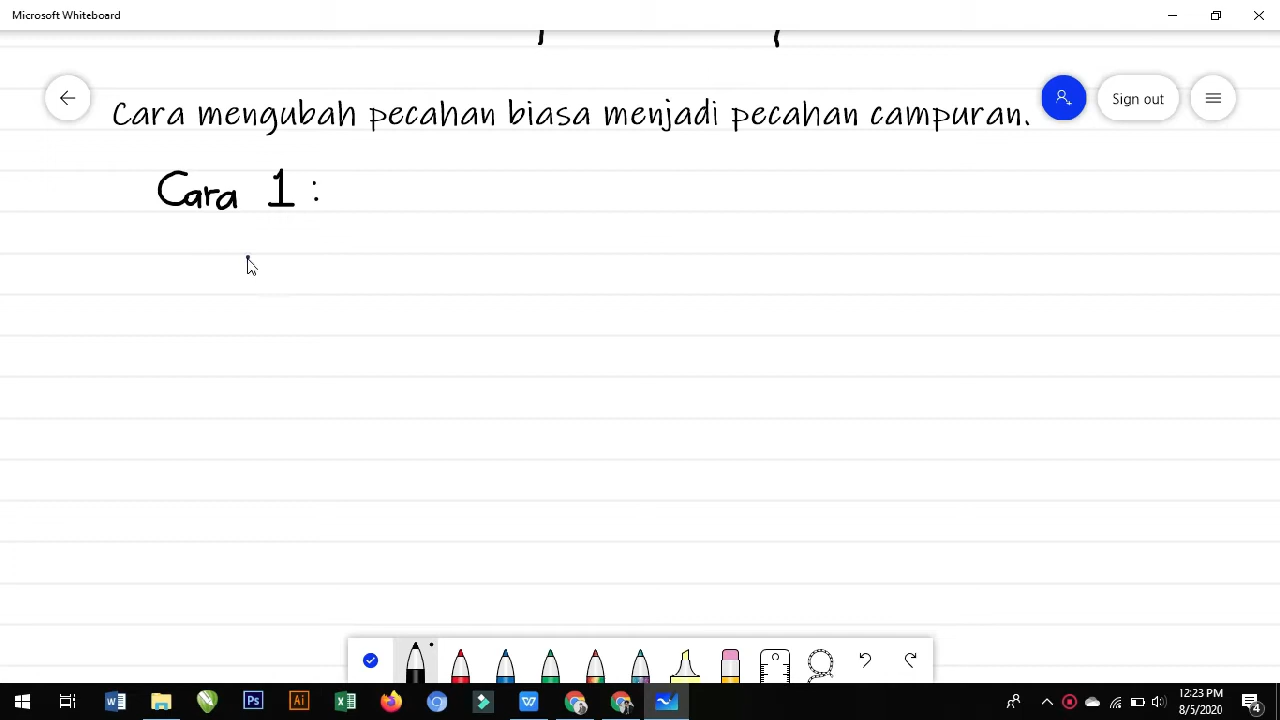 Microsoft Whiteboard
Sign out
Cara mengubah pecahan biasa menjadi pecahan campuran.
Cara 1 :
12:23 PM
8/5/2020
4